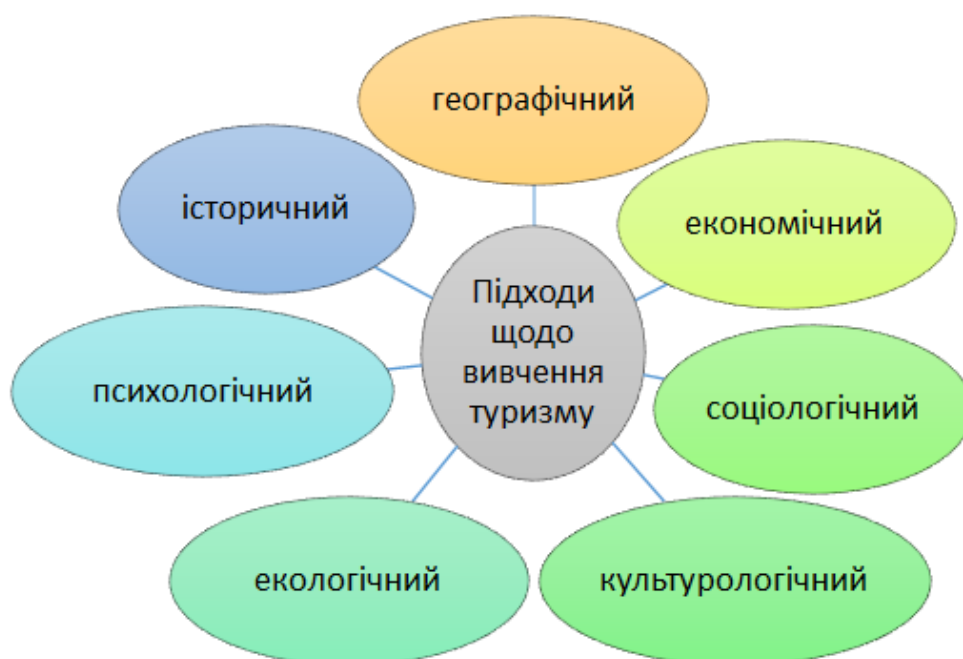 географічний
економічний
соціологічний
культурологічний
екологічний
психологічний
історичний
Підходи
щодо
вивчення
туризму